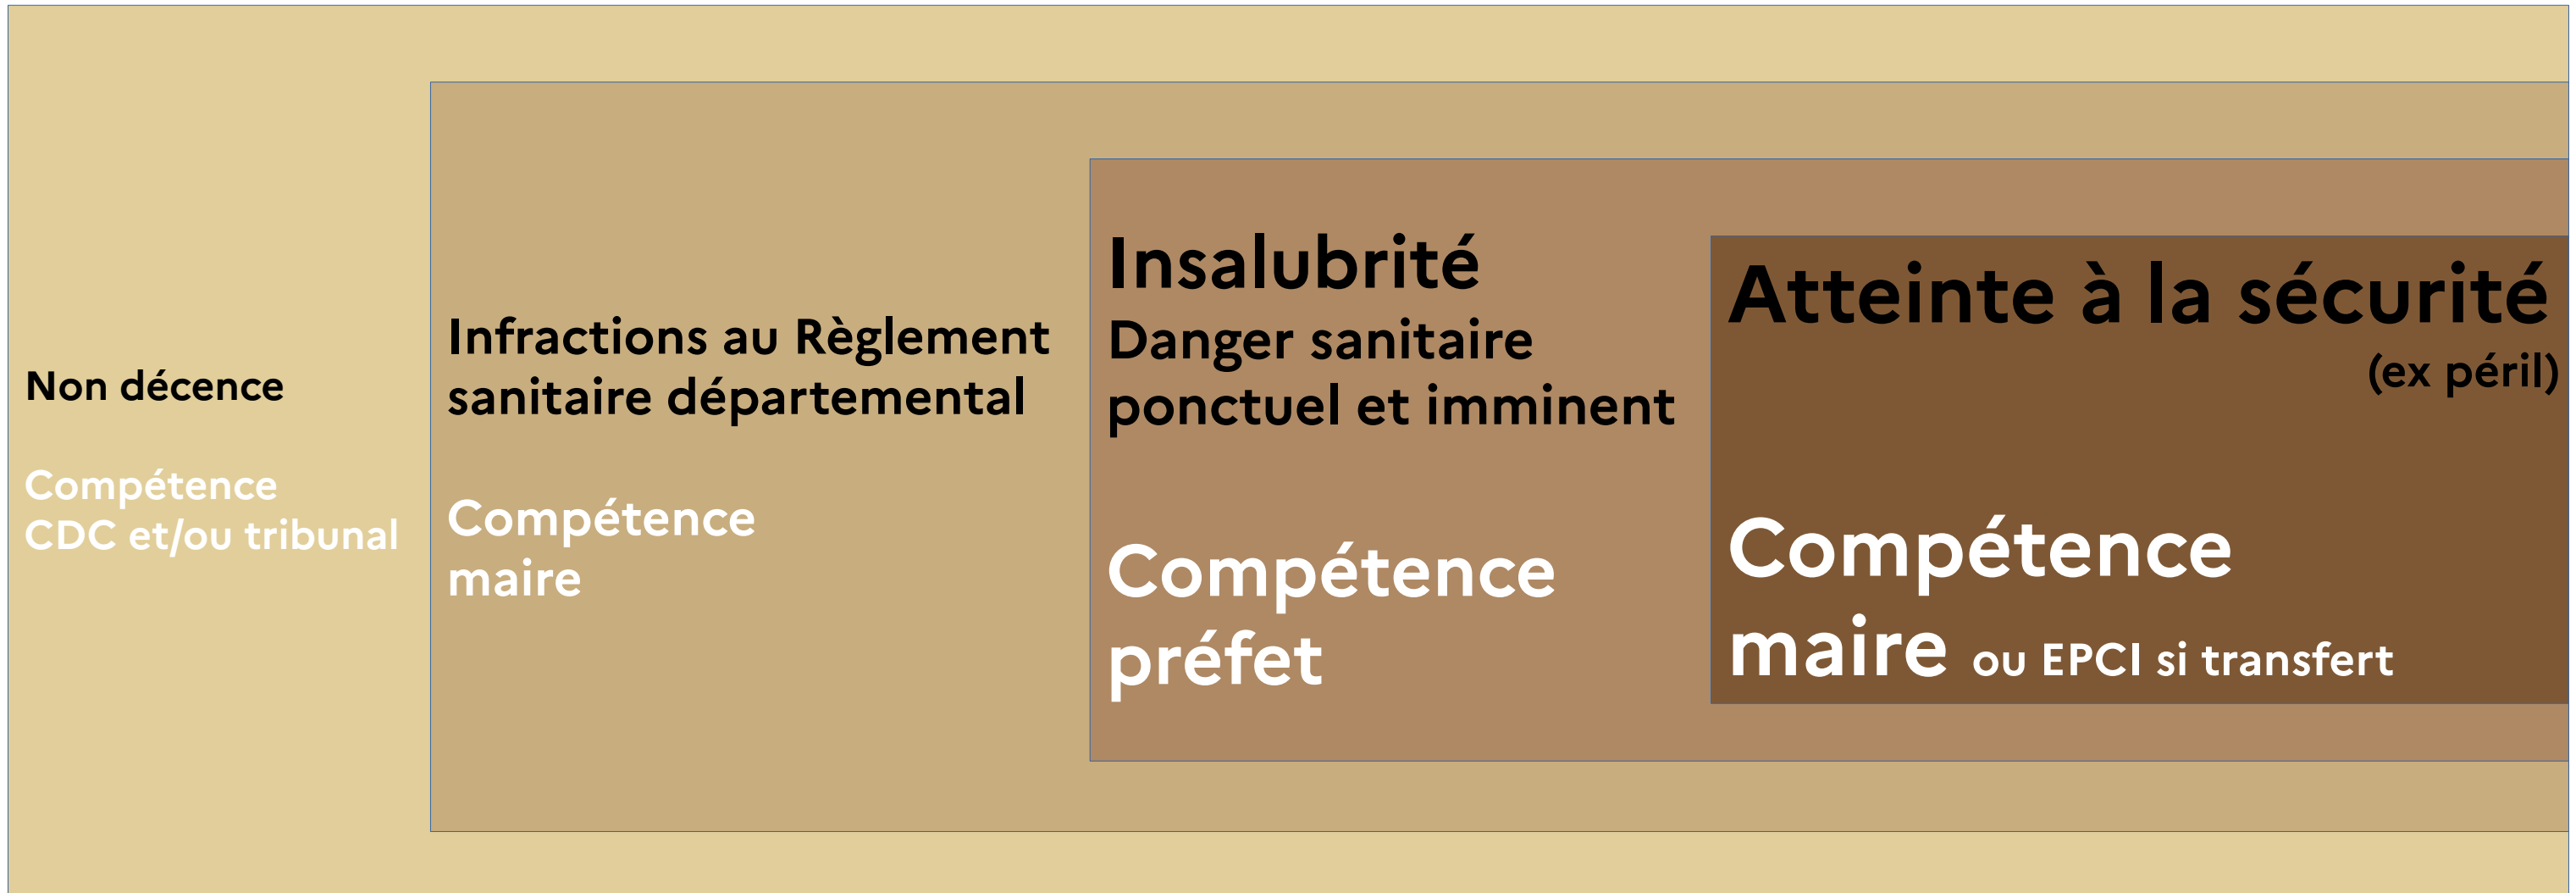 Non décence
Compétence
CDC et/ou tribunal
Infractions au Règlement
sanitaire départemental
Compétence
maire
Insalubrité
Danger sanitaire
ponctuel et imminent
Compétence
préfet
Atteinte à la sécurité
(ex péril)
Compétence
maire ou EPCI si transfert